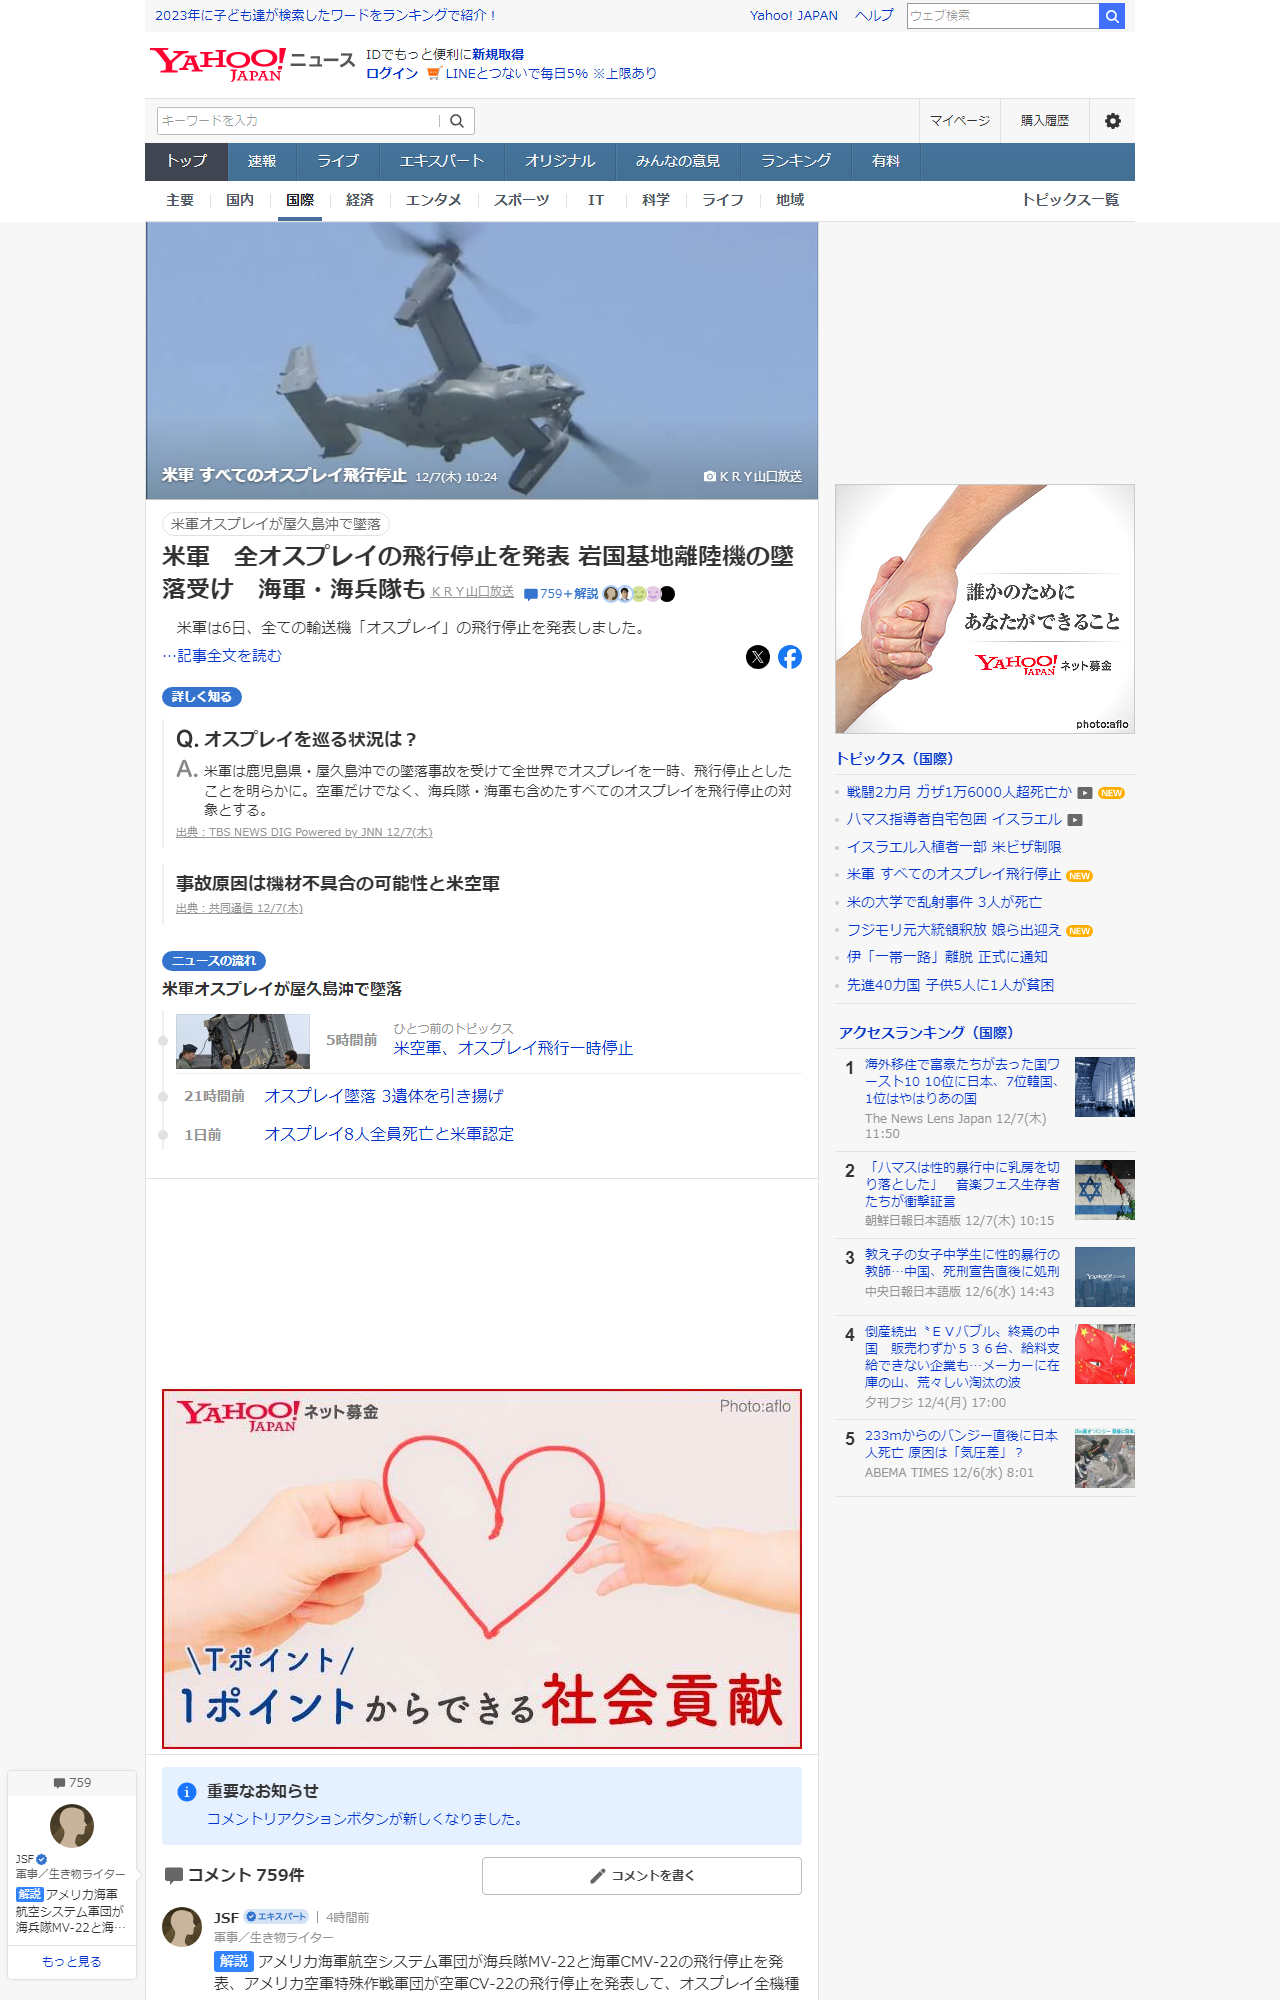 2023年に子ども達が検索したワードをランキングで紹介！
Yahoo! JAPAN
ヘルプ
ウェブ検索
YAHOO! JAPAN ニュース
IDでもっと便利に新規取得
ログイン
LINEとつないで毎日5% ※上限あり
キーワードを入力
マイページ
購入履歴
トップ
速報
ライブ
エキスパート
オリジナル
みんなの意見
ランキング
有料
主要
国内
国際
経済
エンタメ
スポーツ
IT
科学
ライフ
地域
トピックス一覧
米軍 すべてのオスプレイ飛行停止 12/7(木) 10:24
ＫＲＹ山口放送
米軍オスプレイが屋久島沖で墜落
米軍　全オスプレイの飛行停止を発表 岩国基地離陸機の墜
落受け　海軍・海兵隊も ＫＲＹ山口放送 759+解説
米軍は6日、全ての輸送機「オスプレイ」の飛行停止を発表しました。
…記事全文を読む
詳しく知る
Q. オスプレイを巡る状況は？
A. 米軍は鹿児島県・屋久島沖での墜落事故を受けて全世界でオスプレイを一時、飛行停止とした
ことを明らかに。空軍だけでなく、海兵隊・海軍も含めたすべてのオスプレイを飛行停止の対
象とする。
出典：TBS NEWS DIG Powered by JNN 12/7(木)
事故原因は機材不具合の可能性と米空軍
出典：共同通信 12/7(木)
ニュースの流れ
米軍オスプレイが屋久島沖で墜落
5時間前
ひとつ前のトピックス
米空軍、オスプレイ飛行一時停止
21時間前
オスプレイ墜落 3遺体を引き揚げ
1日前
オスプレイ8人全員死亡と米軍認定
YAHOO! JAPAN ネット募金
Photo:aflo
\Tポイント/
1ポイントからできる社会貢献
重要なお知らせ
コメントリアクションボタンが新しくなりました。
コメント 759件
コメントを書く
JSF エキスパート
4時間前
軍事／生き物ライター
解説 アメリカ海軍航空システム軍団が海兵隊MV-22と海軍CMV-22の飛行停止を発
表、アメリカ空軍特殊作戦軍団が空軍CV-22の飛行停止を発表して、オスプレイ全機種
759
JSF
軍事／生き物ライター
解説 アメリカ海軍
航空システム軍団が
海兵隊MV-22と海…
もっと見る
誰かのために
あなたができること
YAHOO! JAPAN ネット募金
photo:aflo
トピックス（国際）
戦闘2カ月 ガザ1万6000人超死亡か NEW
ハマス指導者自宅包囲 イスラエル
イスラエル入植者一部 米ビザ制限
米軍 すべてのオスプレイ飛行停止 NEW
米の大学で乱射事件 3人が死亡
フジモリ元大統領釈放 娘ら出迎え NEW
伊「一帯一路」離脱 正式に通知
先進40カ国 子供5人に1人が貧困
アクセスランキング（国際）
1
海外移住で富豪たちが去った国ワ
ースト10 10位に日本、7位韓国、
1位はやはりあの国
The News Lens Japan 12/7(木)
11:50
2
「ハマスは性的暴行中に乳房を切
り落とした」　音楽フェス生存者
たちが衝撃証言
朝鮮日報日本語版 12/7(木) 10:15
3
教え子の女子中学生に性的暴行の
教師…中国、死刑宣告直後に処刑
中央日報日本語版 12/6(水) 14:43
4
倒産続出〝ＥＶバブル〟終焉の中
国　販売わずか５３６台、給料支
給できない企業も…メーカーに在
庫の山、荒々しい淘汰の波
夕刊フジ 12/4(月) 17:00
5
233mからのバンジー直後に日本
人死亡 原因は「気圧差」？
ABEMA TIMES 12/6(水) 8:01